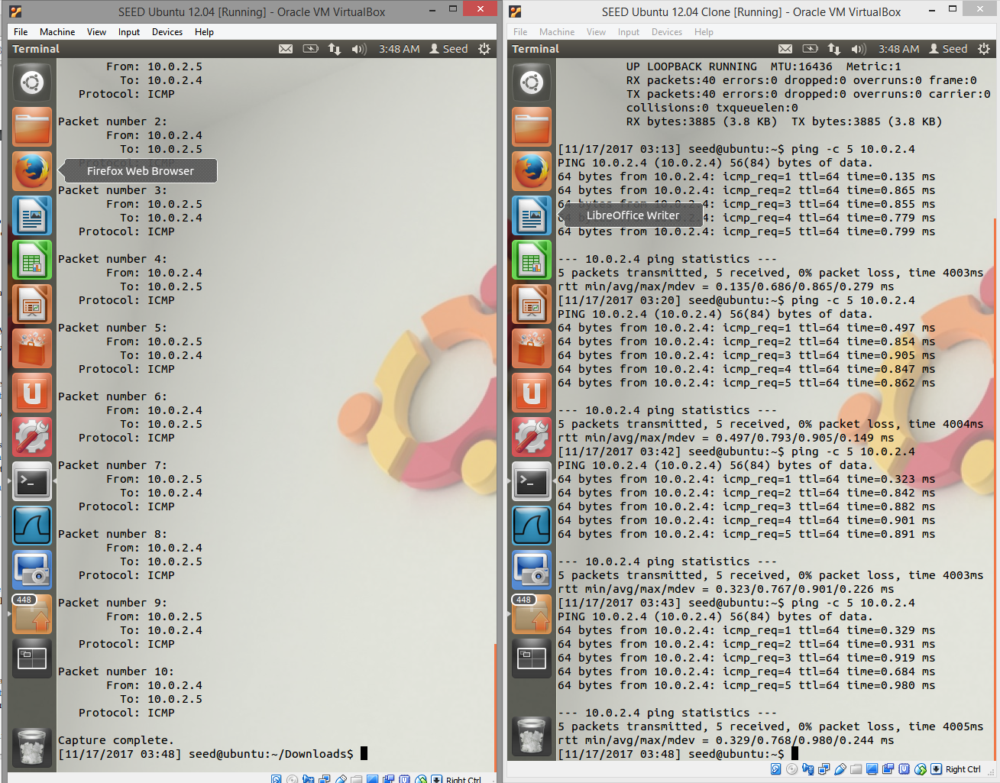 SEED Ubuntu 12.04 [Running] - Oracle VM VirtualBox
File Machine View Input Devices Help
Terminal 3:48 AM Seed
From: 10.0.2.5
To: 10.0.2.4
Protocol: ICMP
Packet number 2:
From: 10.0.2.4
To: 10.0.2.5
Protocol: ICMP
Firefox Web Browser
Packet number 3:
From: 10.0.2.5
To: 10.0.2.4
Protocol: ICMP
Packet number 4:
From: 10.0.2.4
To: 10.0.2.5
Protocol: ICMP
Packet number 5:
From: 10.0.2.5
To: 10.0.2.4
Protocol: ICMP
Packet number 6:
From: 10.0.2.4
To: 10.0.2.5
Protocol: ICMP
Packet number 7:
From: 10.0.2.5
To: 10.0.2.4
Protocol: ICMP
Packet number 8:
From: 10.0.2.4
To: 10.0.2.5
Protocol: ICMP
448
Packet number 9:
From: 10.0.2.5
To: 10.0.2.4
Protocol: ICMP
Packet number 10:
From: 10.0.2.4
To: 10.0.2.5
Protocol: ICMP
Capture complete.
[11/17/2017 03:48] seed@ubuntu:~/Downloads$
Right Ctrl
SEED Ubuntu 12.04 Clone [Running] - Oracle VM VirtualBox
File Machine View Input Devices Help
Terminal 3:48 AM Seed
UP LOOPBACK RUNNING MTU:16436 Metric:1
RX packets:40 errors:0 dropped:0 overruns:0 frame:0
TX packets:40 errors:0 dropped:0 overruns:0 carrier:0
collisions:0 txqueuelen:0
RX bytes:3885 (3.8 KB) TX bytes:3885 (3.8 KB)
[11/17/2017 03:13] seed@ubuntu:~$ ping -c 5 10.0.2.4
PING 10.0.2.4 (10.0.2.4) 56(84) bytes of data.
64 bytes from 10.0.2.4: icmp_req=1 ttl=64 time=0.135 ms
64 bytes from 10.0.2.4: icmp_req=2 ttl=64 time=0.865 ms
64 bytes from 10.0.2.4: icmp_req=3 ttl=64 time=0.855 ms
LibreOffice Writer
4: icmp_req=4 ttl=64 time=0.779 ms
64 bytes from 10.0.2.4: icmp_req=5 ttl=64 time=0.799 ms
--- 10.0.2.4 ping statistics ---
5 packets transmitted, 5 received, 0% packet loss, time 4003ms
rtt min/avg/max/mdev = 0.135/0.686/0.865/0.279 ms
[11/17/2017 03:20] seed@ubuntu:~$ ping -c 5 10.0.2.4
PING 10.0.2.4 (10.0.2.4) 56(84) bytes of data.
64 bytes from 10.0.2.4: icmp_req=1 ttl=64 time=0.497 ms
64 bytes from 10.0.2.4: icmp_req=2 ttl=64 time=0.854 ms
64 bytes from 10.0.2.4: icmp_req=3 ttl=64 time=0.905 ms
64 bytes from 10.0.2.4: icmp_req=4 ttl=64 time=0.847 ms
64 bytes from 10.0.2.4: icmp_req=5 ttl=64 time=0.862 ms
--- 10.0.2.4 ping statistics ---
5 packets transmitted, 5 received, 0% packet loss, time 4004ms
rtt min/avg/max/mdev = 0.497/0.793/0.905/0.149 ms
[11/17/2017 03:42] seed@ubuntu:~$ ping -c 5 10.0.2.4
PING 10.0.2.4 (10.0.2.4) 56(84) bytes of data.
64 bytes from 10.0.2.4: icmp_req=1 ttl=64 time=0.323 ms
64 bytes from 10.0.2.4: icmp_req=2 ttl=64 time=0.842 ms
64 bytes from 10.0.2.4: icmp_req=3 ttl=64 time=0.882 ms
64 bytes from 10.0.2.4: icmp_req=4 ttl=64 time=0.901 ms
64 bytes from 10.0.2.4: icmp_req=5 ttl=64 time=0.891 ms
--- 10.0.2.4 ping statistics ---
5 packets transmitted, 5 received, 0% packet loss, time 4003ms
rtt min/avg/max/mdev = 0.323/0.767/0.901/0.226 ms
448
[11/17/2017 03:43] seed@ubuntu:~$ ping -c 5 10.0.2.4
PING 10.0.2.4 (10.0.2.4) 56(84) bytes of data.
64 bytes from 10.0.2.4: icmp_req=1 ttl=64 time=0.329 ms
64 bytes from 10.0.2.4: icmp_req=2 ttl=64 time=0.931 ms
64 bytes from 10.0.2.4: icmp_req=3 ttl=64 time=0.919 ms
64 bytes from 10.0.2.4: icmp_req=4 ttl=64 time=0.684 ms
64 bytes from 10.0.2.4: icmp_req=5 ttl=64 time=0.980 ms
--- 10.0.2.4 ping statistics ---
5 packets transmitted, 5 received, 0% packet loss, time 4005ms
rtt min/avg/max/mdev = 0.329/0.768/0.980/0.244 ms
[11/17/2017 03:48] seed@ubuntu:~$
Right Ctrl